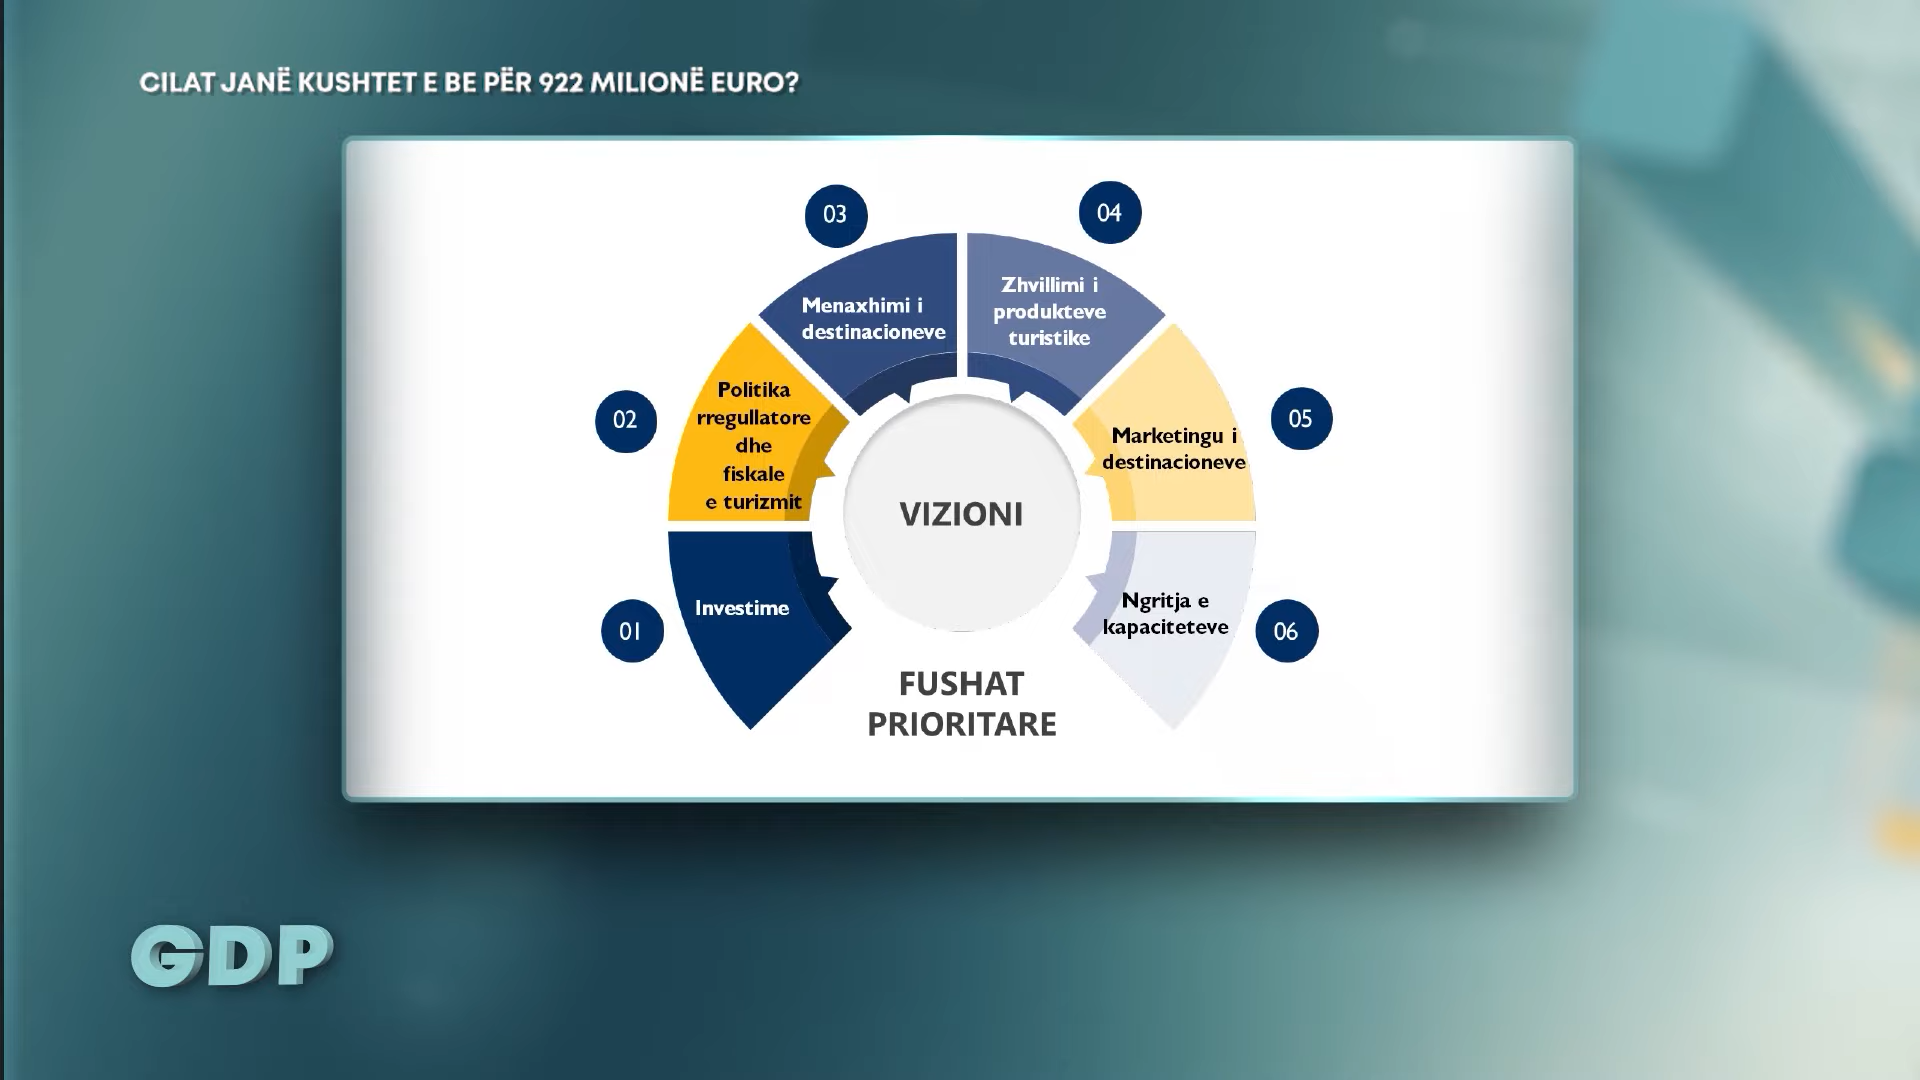 CILAT JANË KUSHTET E BE PËR 922 MILIONË EURO?
03
04
Menaxhimi i
destinacioneve
Zhvillimi i
produkteve
turistike
02
Politika
rregullatore
dhe
fiskale
e turizmit
Marketingu i
destinacioneve
05
VIZIONI
01
Investime
Ngritja e
kapaciteteve
06
FUSHAT
PRIORITARE
GDP